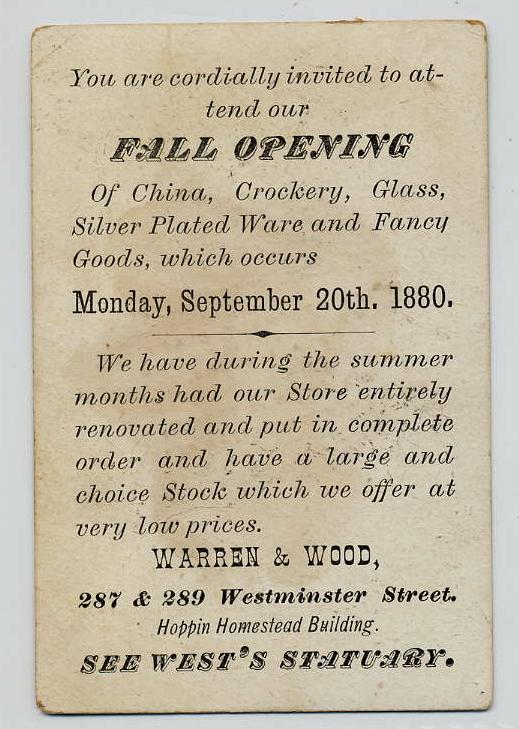 You are cordially invited to at-
tend our
FALL OPENING
Of China, Crockery, Glass,
Silver Plated Ware and Fancy
Goods, which occurs
Monday, September 20th. 1880.
We have during the summer
months had our Store entirely
renovated and put in complete
order and have a large and
choice Stock which we offer at
very low prices.
WARREN & WOOD,
287 & 289 Westminster Street.
Hoppin Homestead Building.
SEE WEST'S STATUARY.